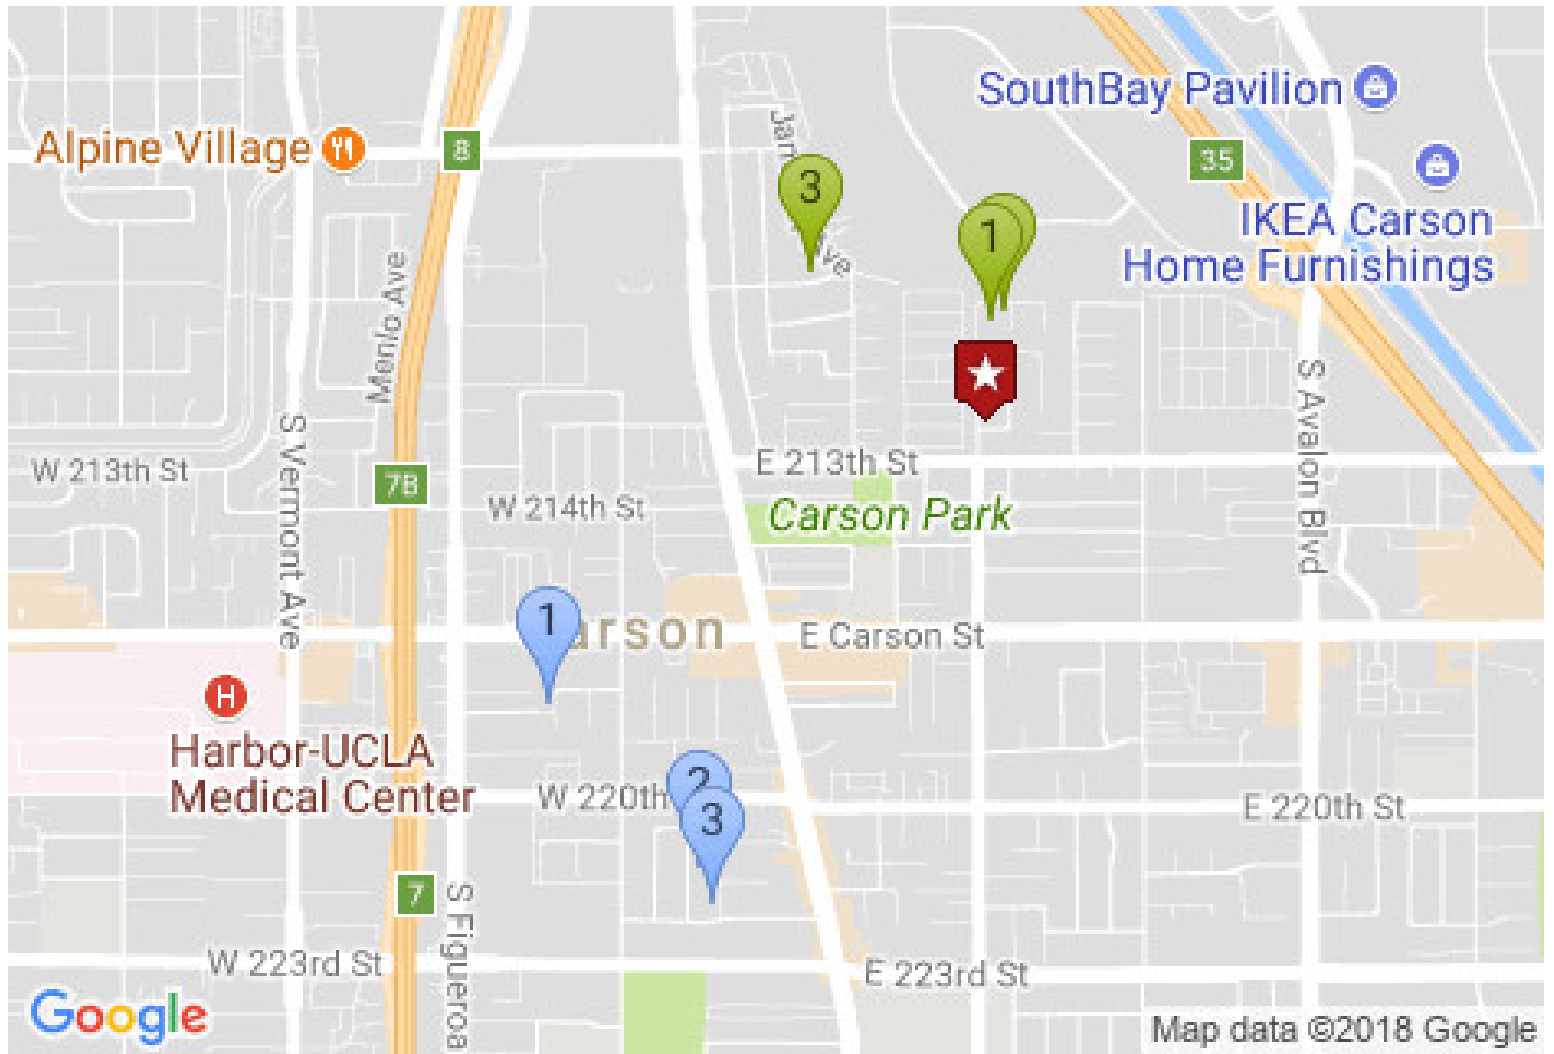 SouthBay Pavilion
Alpine Village
8
35
3
1
IKEA Carson
Home Furnishings
Menlo Ave
S Vermont Ave
S Avalon Blvd
W 213th St
E 213th St
7B
W 214th St
Carson Park
1
arson
E Carson St
H
Harbor-UCLA
Medical Center
W 220th
2
3
E 220th St
7
S Figueroa
W 223rd St
E 223rd St
Google
Map data ©2018 Google